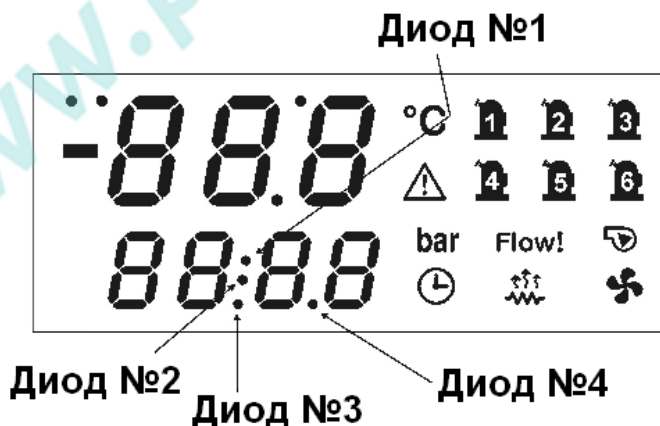 Диод №1
-88.8 °C 1 2 3
4 5 6
88:8.8 bar Flow!
Диод №2
Диод №4
Диод №3